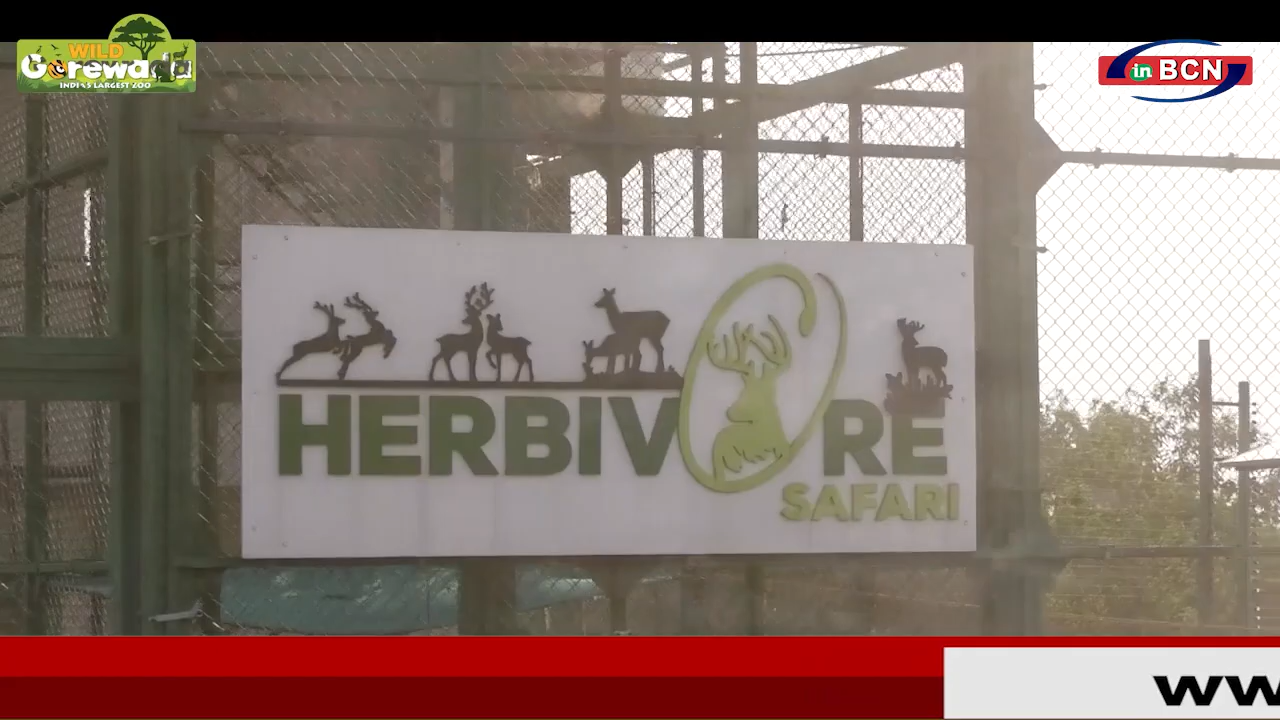 WILD
Gorewada
INDIA'S LARGEST ZOO
in BCN
HERBIVORE
SAFARI
ww